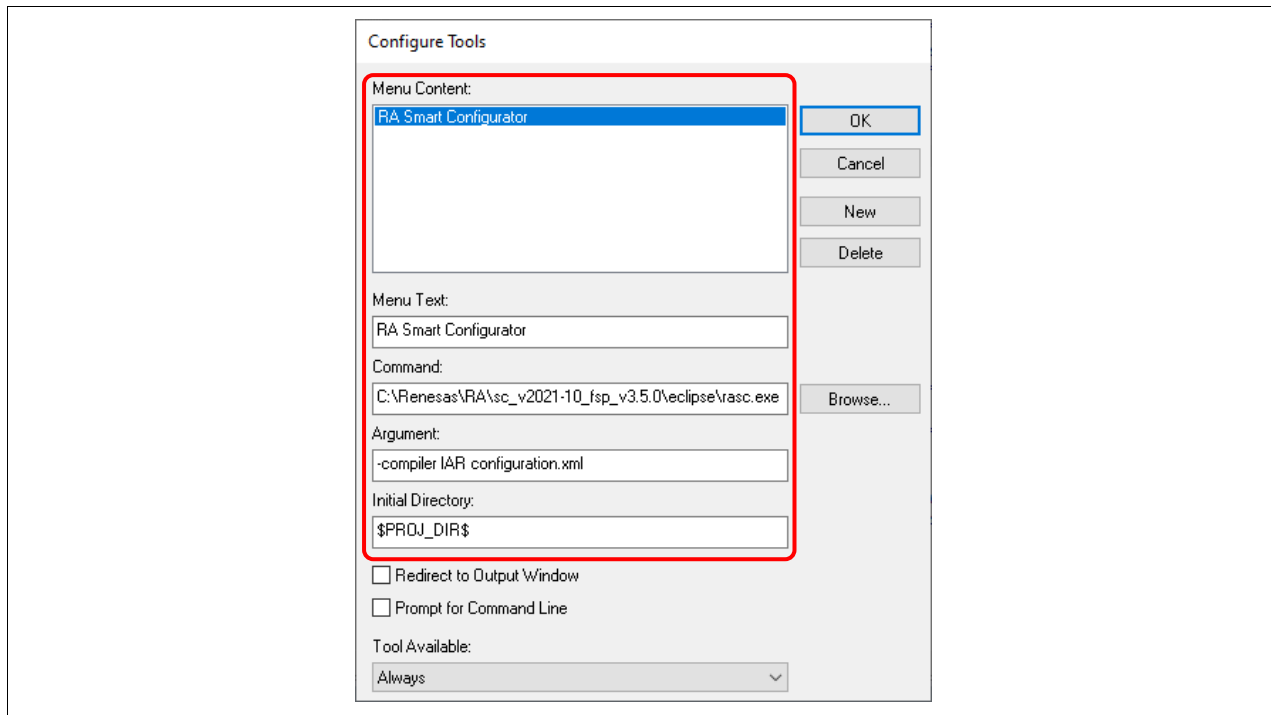 Configure Tools
Menu Content:
RA Smart Configurator
OK
Cancel
New
Delete
Menu Text:
RA Smart Configurator
Command:
C:\Renesas\RA\sc_v2021-10_fsp_v3.5.0\eclipse\rasc.exe
Browse...
Argument:
-compiler IAR configuration.xml
Initial Directory:
$PROJ_DIR$
Redirect to Output Window
Prompt for Command Line
Tool Available:
Always